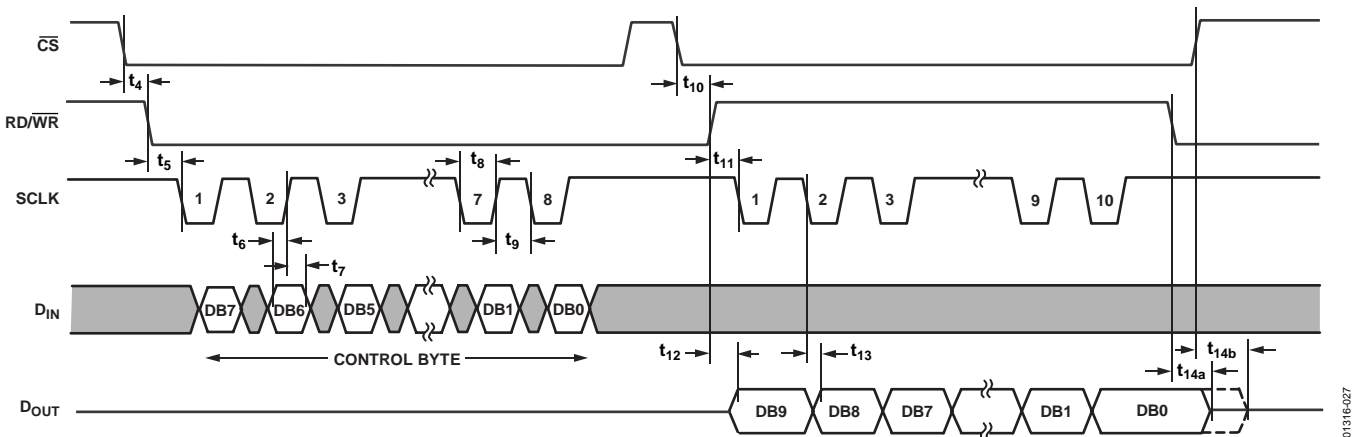 CS
t4
t10
RD/WR
t5
t8
t11
SCLK
1 2 3 7 8 1 2 3 9 10
t6
t9
t7
DIN
DB7 DB6 DB5 DB1 DB0
CONTROL BYTE
t12
t13
t14b
t14a
DOUT
DB9 DB8 DB7 DB1 DB0
01316-027